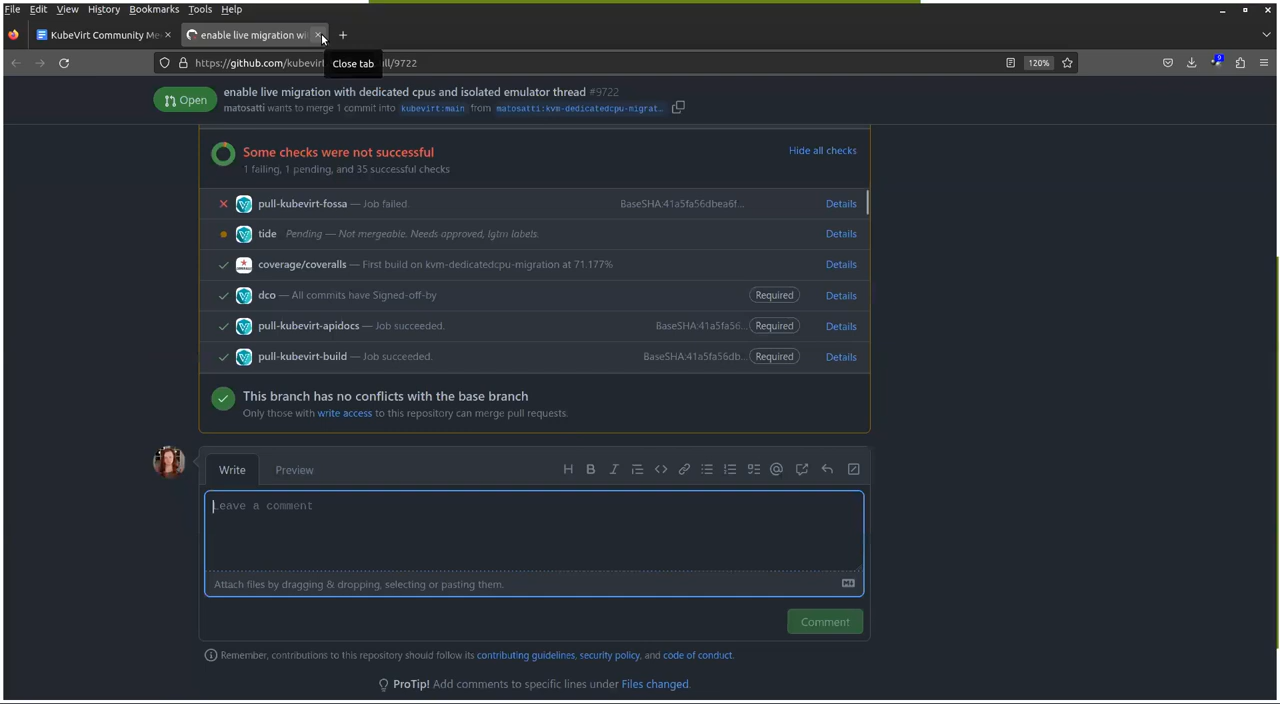 File Edit View History Bookmarks Tools Help
KubeVirt Community Me
enable live migration wi
https://github.com/kubevir
ll/9722
120%
Close tab
Open
enable live migration with dedicated cpus and isolated emulator thread #9722
matosatti wants to merge 1 commit into kubevirt:main from matosatti:kvm-dedicatedcpu-migrat…
Some checks were not successful
Hide all checks
1 failing, 1 pending, and 35 successful checks
pull-kubevirt-fossa — Job failed. BaseSHA:41a5fa56dbea6f... Details
tide Pending — Not mergeable. Needs approved, lgtm labels. Details
coverage/coveralls — First build on kvm-dedicatedcpu-migration at 71.177% Details
dco — All commits have Signed-off-by Required Details
pull-kubevirt-apidocs — Job succeeded. BaseSHA:41a5fa56... Required Details
pull-kubevirt-build — Job succeeded. BaseSHA:41a5fa56db... Required Details
This branch has no conflicts with the base branch
Only those with write access to this repository can merge pull requests.
Write Preview
Leave a comment
Attach files by dragging & dropping, selecting or pasting them.
Comment
Remember, contributions to this repository should follow its contributing guidelines, security policy, and code of conduct.
ProTip! Add comments to specific lines under Files changed.